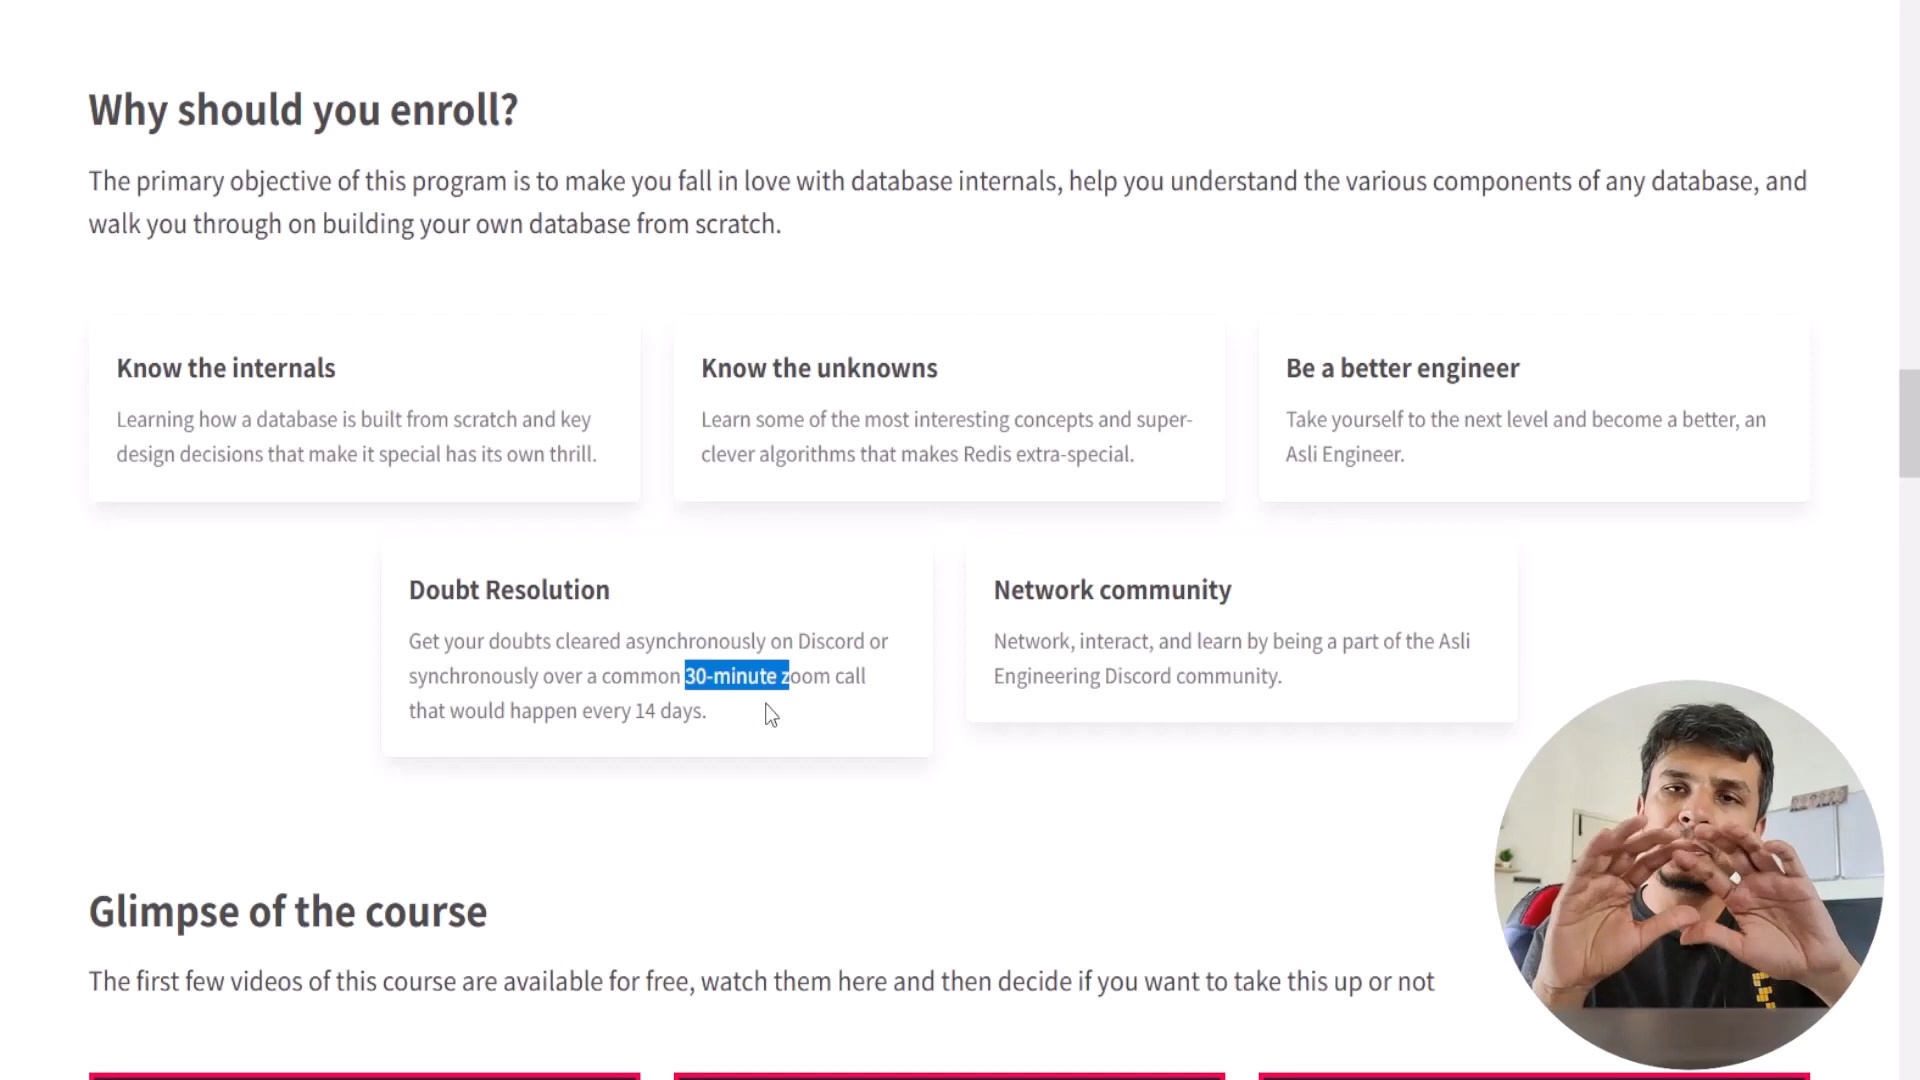 Why should you enroll?
The primary objective of this program is to make you fall in love with database internals, help you understand the various components of any database, and
walk you through on building your own database from scratch.
Know the internals
Learning how a database is built from scratch and key
design decisions that make it special has its own thrill.
Know the unknowns
Learn some of the most interesting concepts and super-
clever algorithms that makes Redis extra-special.
Be a better engineer
Take yourself to the next level and become a better, an
Asli Engineer.
Doubt Resolution
Get your doubts cleared asynchronously on Discord or
synchronously over a common 30-minute zoom call
that would happen every 14 days.
Network community
Network, interact, and learn by being a part of the Asli
Engineering Discord community.
Glimpse of the course
The first few videos of this course are available for free, watch them here and then decide if you want to take this up or not